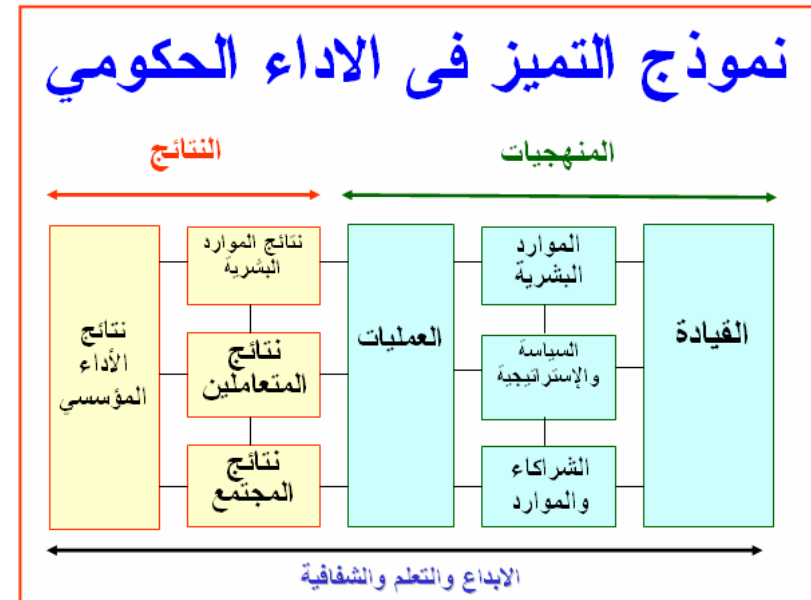 نموذج التميز فى الاداء الحكومي
المنهجيات
النتائج
القيادة
الموارد
البشرية
السياسة
والإستراتيجية
الشراكاء
والموارد
العمليات
نتائج الموارد
البشرية
نتائج
المتعاملين
نتائج
المجتمع
نتائج
الأداء
المؤسسي
الابداع والتعلم والشفافية